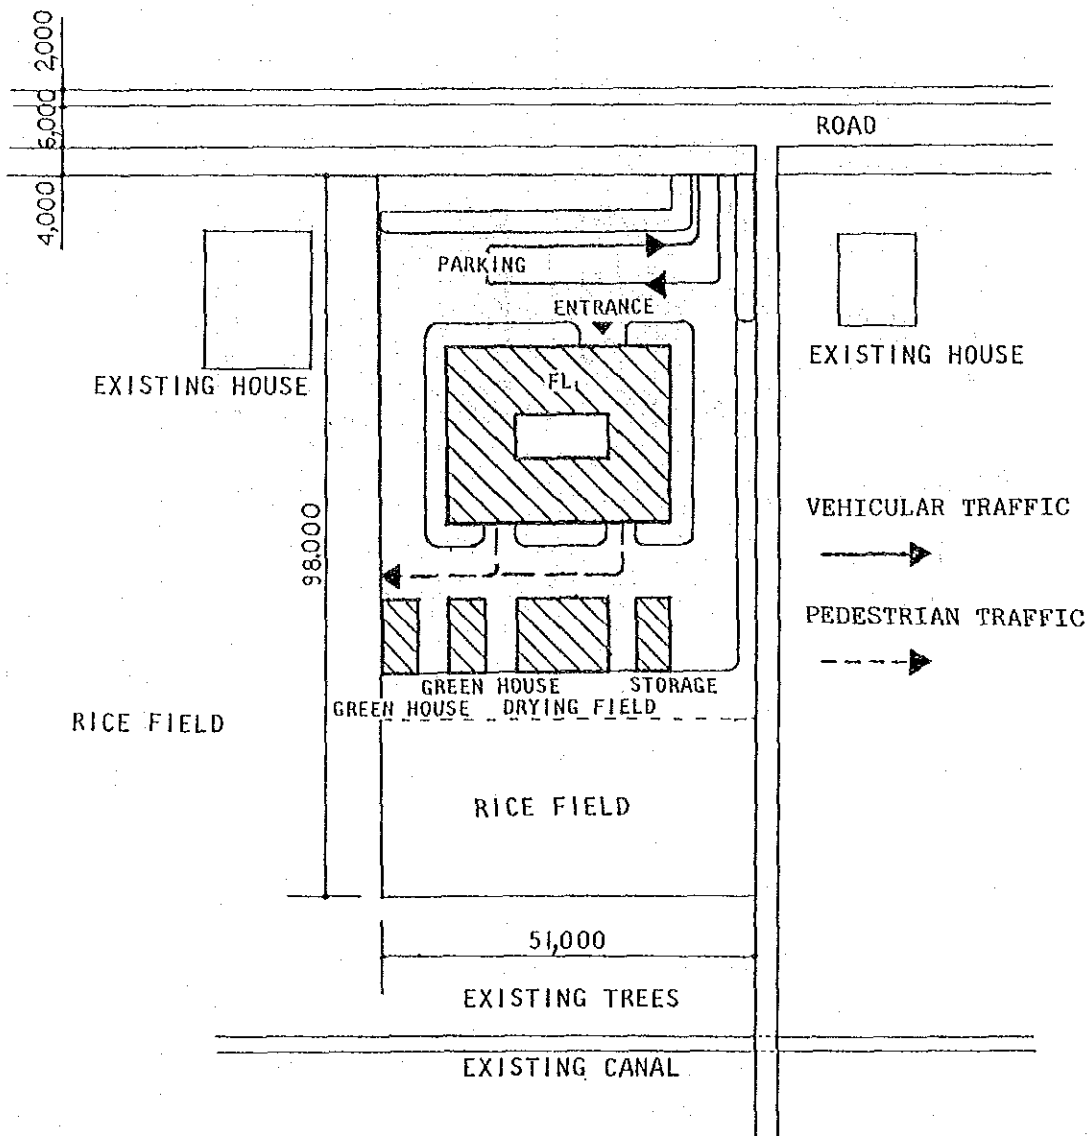 2,000
6,000
4,000
ROAD
PARKING
ENTRANCE
EXISTING HOUSE
EXISTING HOUSE
FL
98.000
VEHICULAR TRAFFIC
PEDESTRIAN TRAFFIC
GREEN HOUSE
STORAGE
GREEN HOUSE
DRYING FIELD
RICE FIELD
RICE FIELD
51,000
EXISTING TREES
EXISTING CANAL